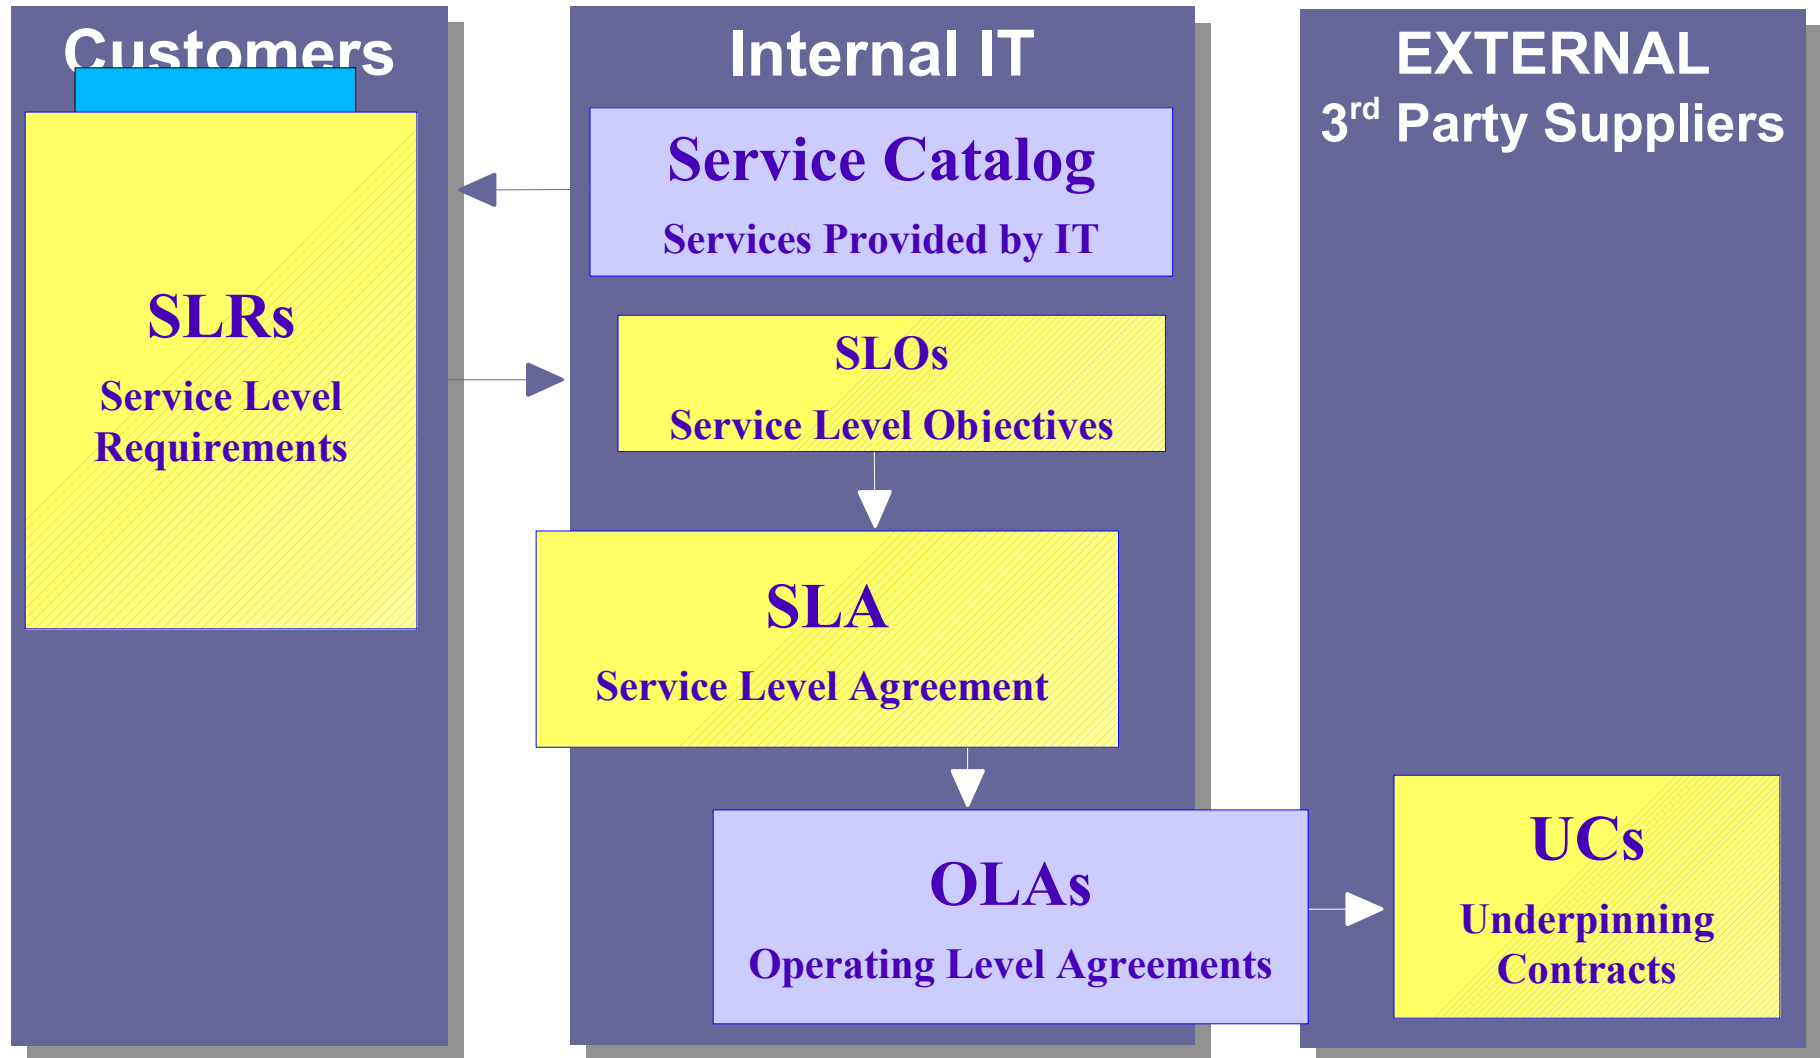 Customers
SLRs
Service Level
Requirements
Internal IT
Service Catalog
Services Provided by IT
SLOs
Service Level Objectives
SLA
Service Level Agreement
OLAs
Operating Level Agreements
EXTERNAL
3rd Party Suppliers
UCs
Underpinning
Contracts